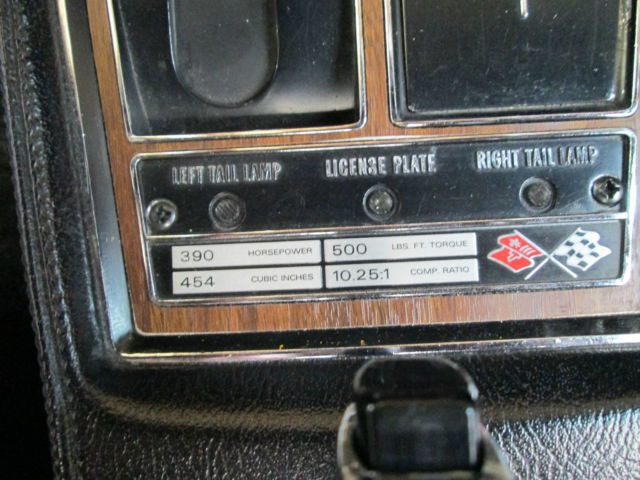 LEFT TAIL LAMP LICENSE PLATE RIGHT TAIL LAMP
390 HORSEPOWER 500 LBS. FT. TORQUE
454 CUBIC INCHES 10.25:1 COMP. RATIO